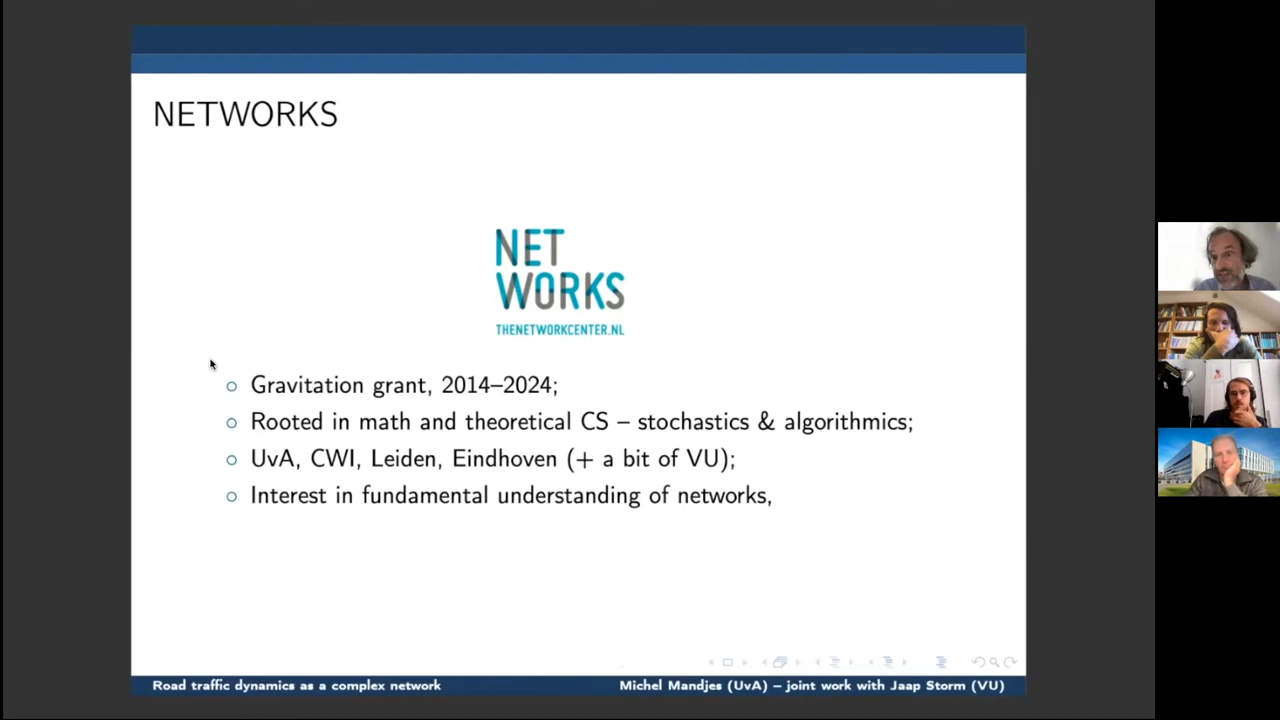 NETWORKS
NET
WORKS
THENETWORKCENTER.NL
Gravitation grant, 2014–2024;
Rooted in math and theoretical CS – stochastics & algorithmics;
UvA, CWI, Leiden, Eindhoven (+ a bit of VU);
Interest in fundamental understanding of networks,
Road traffic dynamics as a complex network
Michel Mandjes (UvA) – joint work with Jaap Storm (VU)